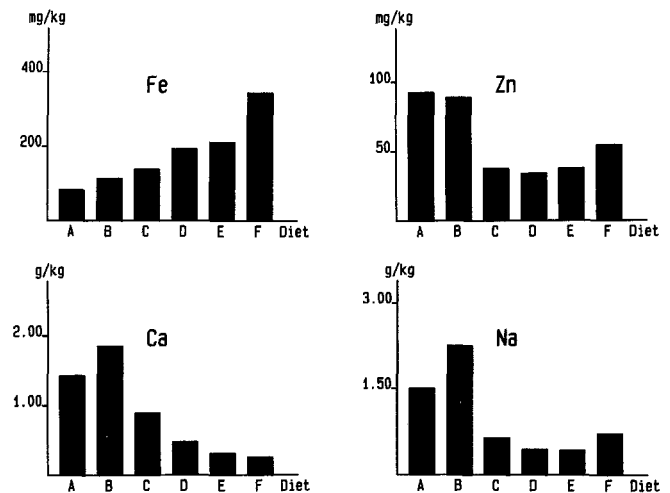 mg/kg
400
Fe
200
A B C D E F Diet
mg/kg
100
Zn
50
A B C D E F Diet
g/kg
2.00
Ca
1.00
A B C D E F Diet
g/kg
3.00
Na
1.50
A B C D E F Diet